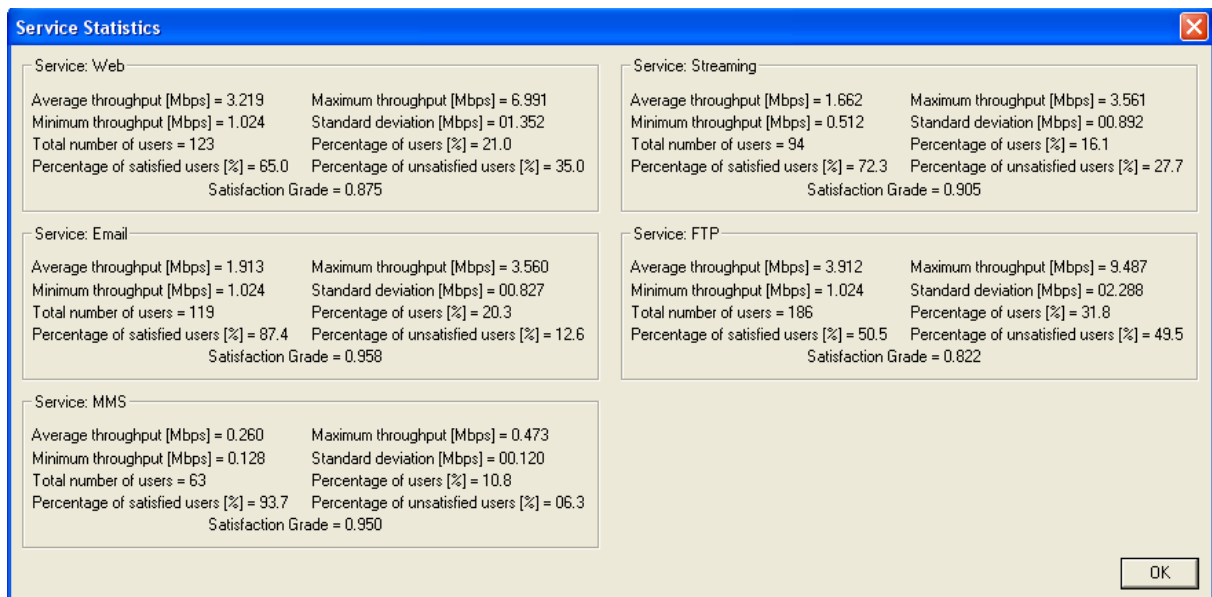 Service Statistics
Service: Web
Average throughput [Mbps] = 3.219 Maximum throughput [Mbps] = 6.991
Minimum throughput [Mbps] = 1.024 Standard deviation [Mbps] = 01.352
Total number of users = 123 Percentage of users [%] = 21.0
Percentage of satisfied users [%] = 65.0 Percentage of unsatisfied users [%] = 35.0
Satisfaction Grade = 0.875
Service: Streaming
Average throughput [Mbps] = 1.662 Maximum throughput [Mbps] = 3.561
Minimum throughput [Mbps] = 0.512 Standard deviation [Mbps] = 00.892
Total number of users = 94 Percentage of users [%] = 16.1
Percentage of satisfied users [%] = 72.3 Percentage of unsatisfied users [%] = 27.7
Satisfaction Grade = 0.905
Service: Email
Average throughput [Mbps] = 1.913 Maximum throughput [Mbps] = 3.560
Minimum throughput [Mbps] = 1.024 Standard deviation [Mbps] = 00.827
Total number of users = 119 Percentage of users [%] = 20.3
Percentage of satisfied users [%] = 87.4 Percentage of unsatisfied users [%] = 12.6
Satisfaction Grade = 0.958
Service: FTP
Average throughput [Mbps] = 3.912 Maximum throughput [Mbps] = 9.487
Minimum throughput [Mbps] = 1.024 Standard deviation [Mbps] = 02.288
Total number of users = 186 Percentage of users [%] = 31.8
Percentage of satisfied users [%] = 50.5 Percentage of unsatisfied users [%] = 49.5
Satisfaction Grade = 0.822
Service: MMS
Average throughput [Mbps] = 0.260 Maximum throughput [Mbps] = 0.473
Minimum throughput [Mbps] = 0.128 Standard deviation [Mbps] = 00.120
Total number of users = 63 Percentage of users [%] = 10.8
Percentage of satisfied users [%] = 93.7 Percentage of unsatisfied users [%] = 06.3
Satisfaction Grade = 0.950
OK